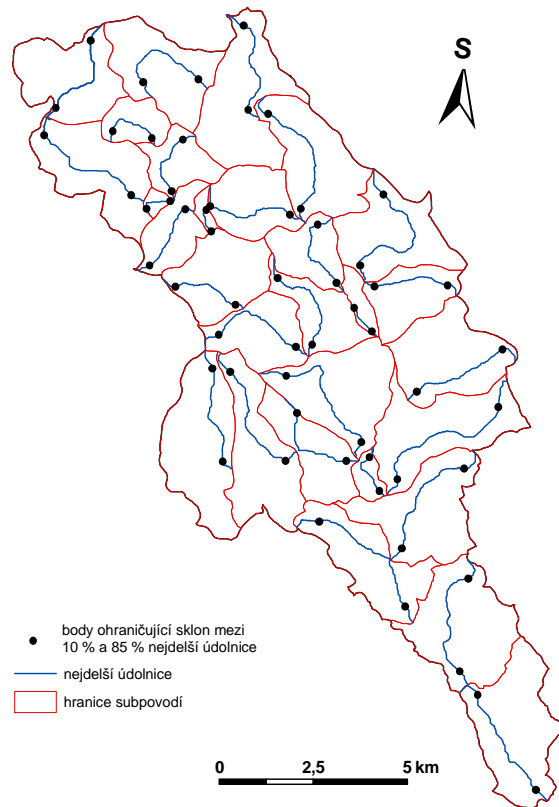 S
body ohraničující sklon mezi
10 % a 85 % nejdelší údolnice
nejdelší údolnice
hranice subpovodí
0 2,5 5 km